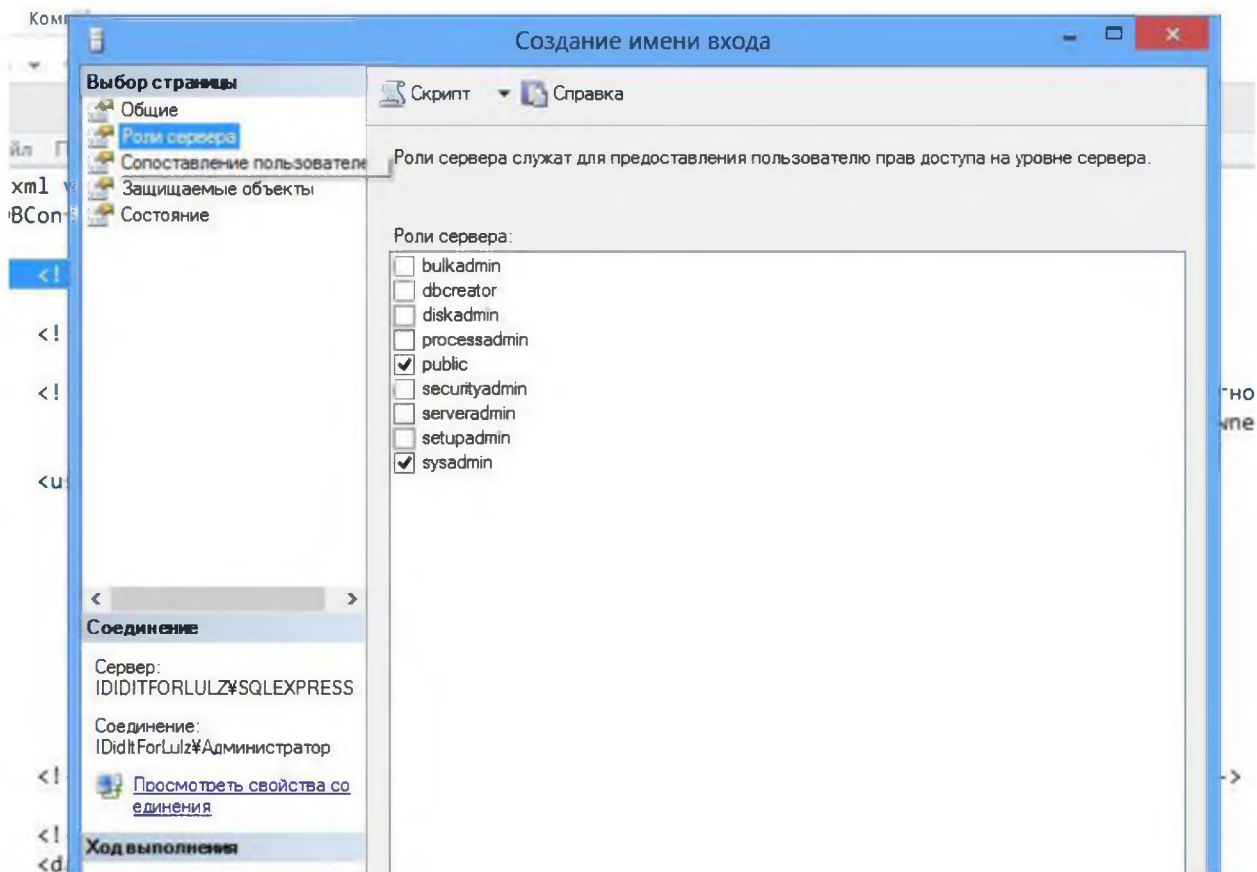 Создание имени входа
Выбор страницы
Общие
Роли сервера
Сопоставление пользователе
Защищаемые объекты
Состояние
Скрипт
Справка
Роли сервера служат для предоставления пользователю прав доступа на уровне сервера.
Роли сервера:
bulkadmin
dbcreator
diskadmin
processadmin
public
securityadmin
serveradmin
setupadmin
sysadmin
Соединение
Сервер:
IDIDITFORLULZ¥SQLEXPRESS
Соединение:
IDidItForLulz¥Администратор
Просмотреть свойства со
единения
Ход выполнения
xml
BCon
<!
<!
<!
<u
<!
<!
<d
->